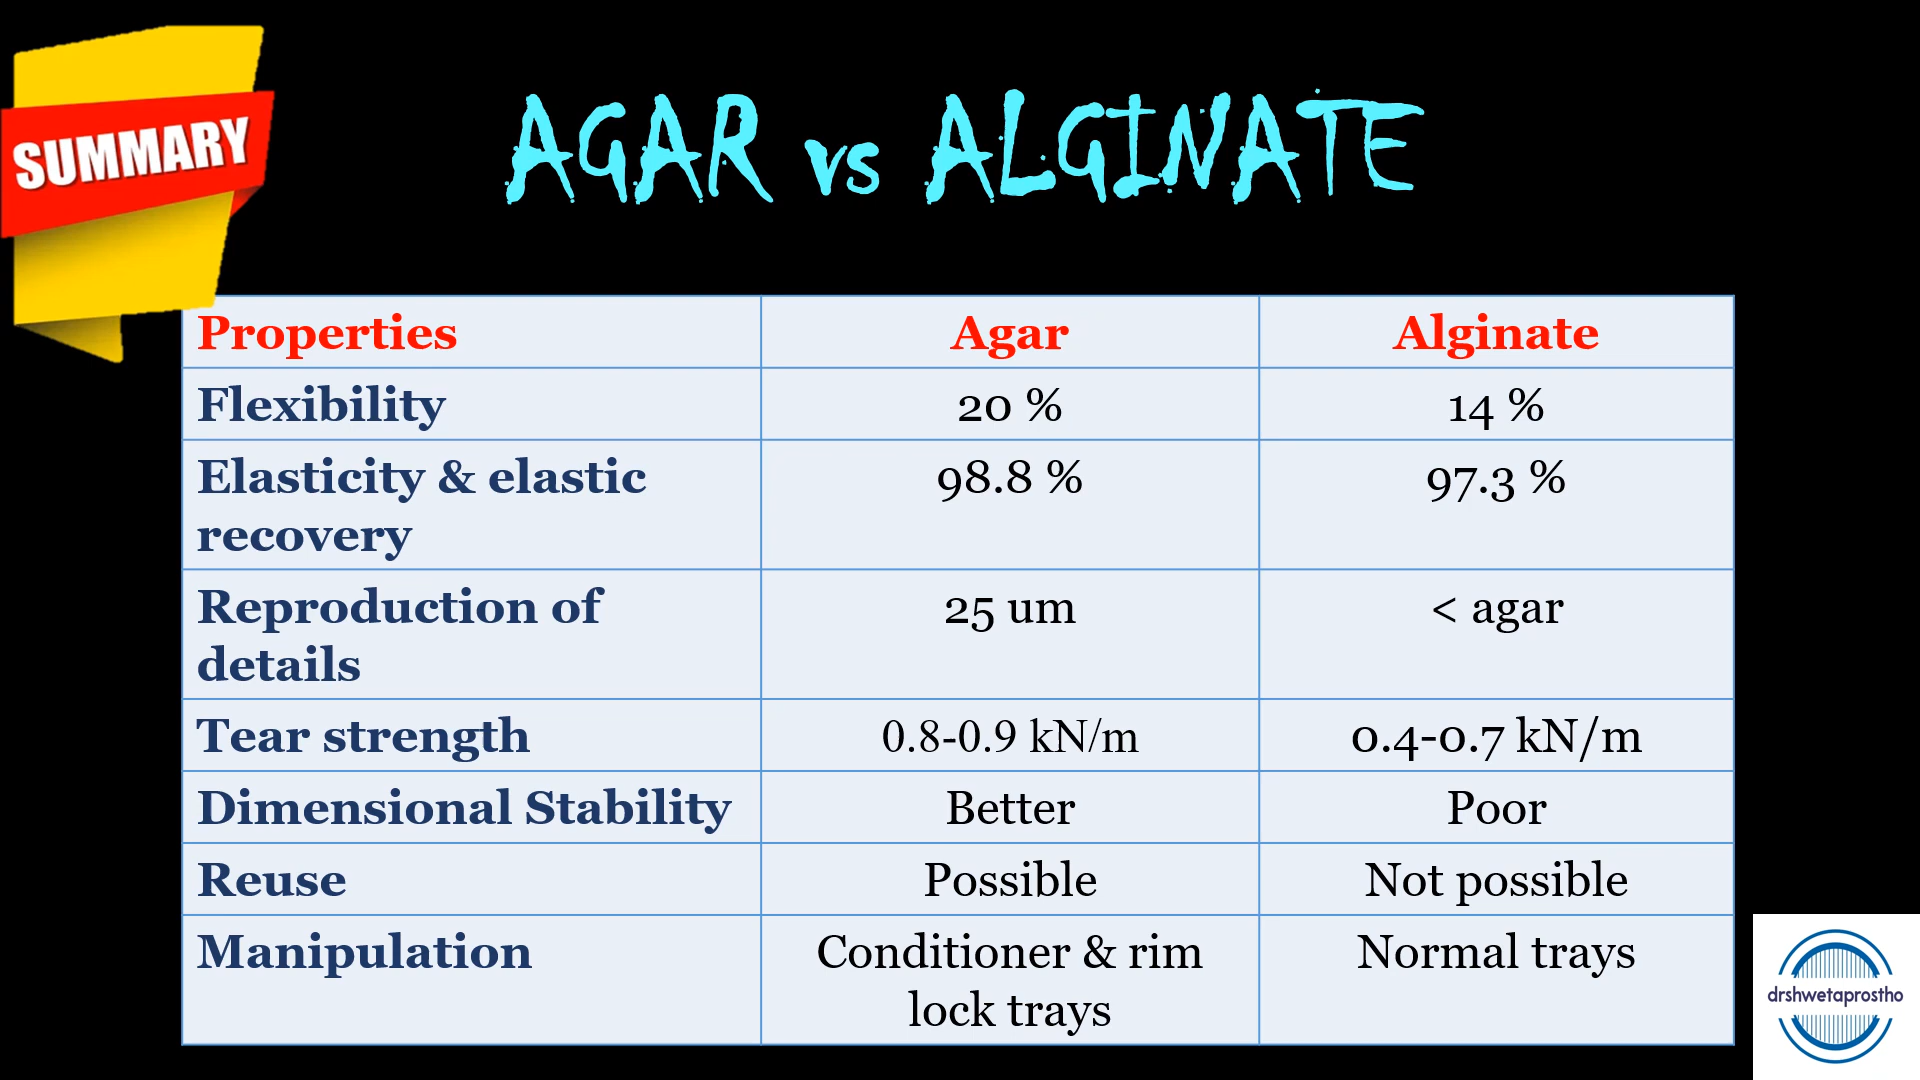 SUMMARY
AGAR vs ALGINATE
Properties Agar Alginate
Flexibility 20 % 14 %
Elasticity & elastic 98.8 % 97.3 %
recovery
Reproduction of 25 um < agar
details
Tear strength 0.8-0.9 kN/m 0.4-0.7 kN/m
Dimensional Stability Better Poor
Reuse Possible Not possible
Manipulation Conditioner & rim Normal trays
lock trays
drshwetaprostho